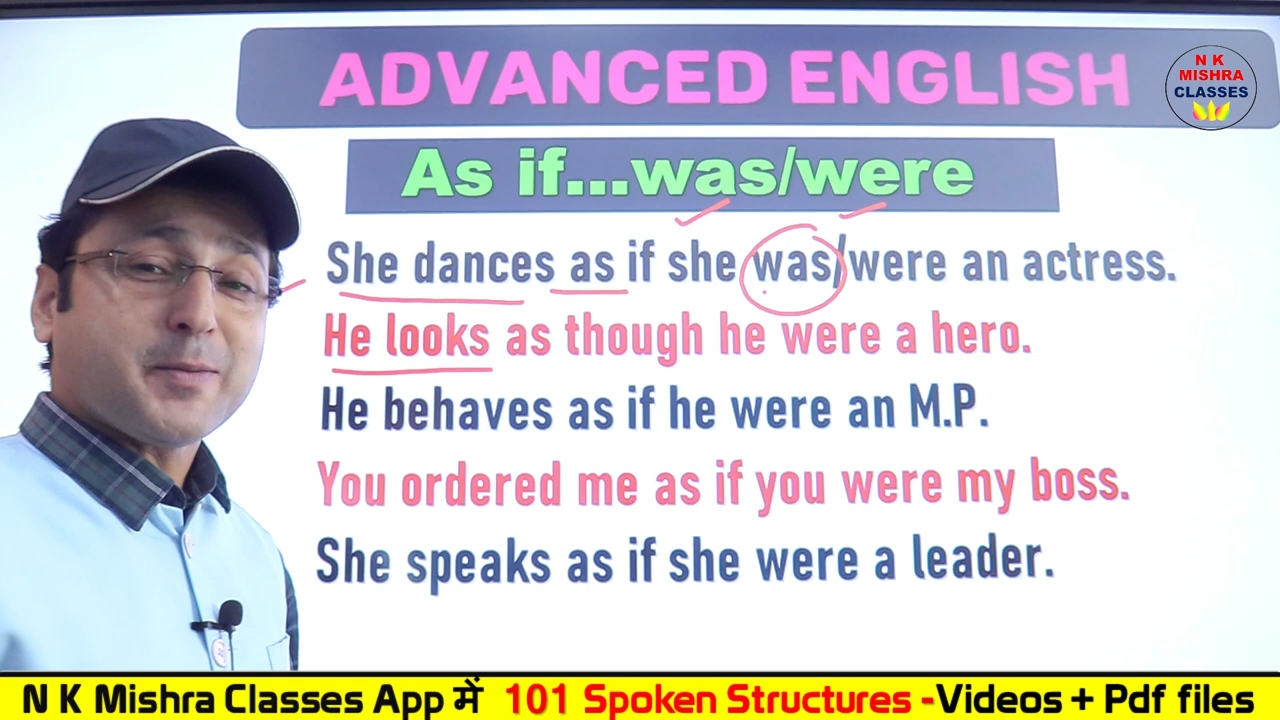 ADVANCED ENGLISH
N K
MISHRA
CLASSES
As if...was/were
She dances as if she was/were an actress.
He looks as though he were a hero.
He behaves as if he were an M.P.
You ordered me as if you were my boss.
She speaks as if she were a leader.
N K Mishra Classes App में 101 Spoken Structures -Videos + Pdf files